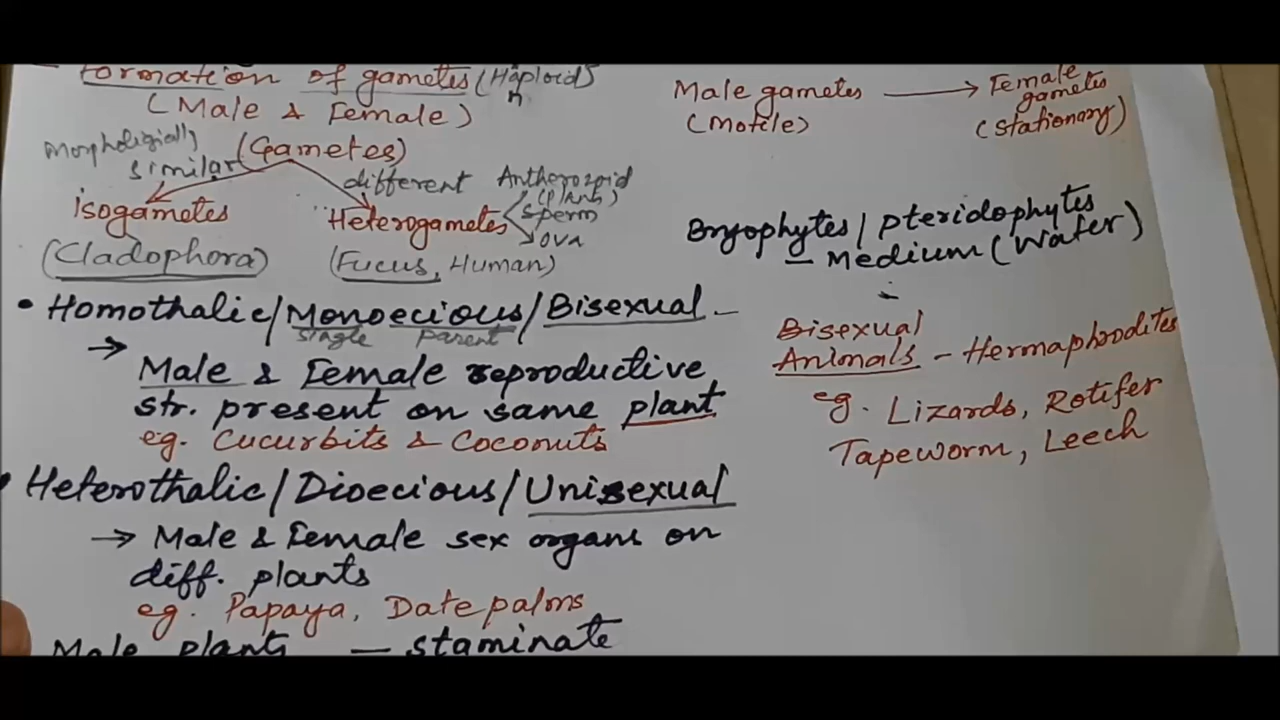 Formation of gametes (Haploid)
n
(Male & Female)
Morphologically
similar
(Gametes)
different
Antherozoid
(plants)
Isogametes
Heterogametes
Sperm
Ova
(Cladophora)
(Fucus, Human)
• Homothalic/Monoecious/Bisexual -
single parent
→ Male & Female reproductive
str. present on same plant
eg. Cucurbits & Coconuts
• Heterothalic/Dioecious/Unisexual
→ Male & Female sex organs on
diff. plants
eg. Papaya, Date palms
Male plants — staminate
Male gametes → Female
gametes
(Motile)
(Stationary)
Bryophytes / pteridophytes
- Medium (Water)
Bisexual
Animals - Hermaphrodites
eg. Lizards, Rotifer
Tapeworm, Leech